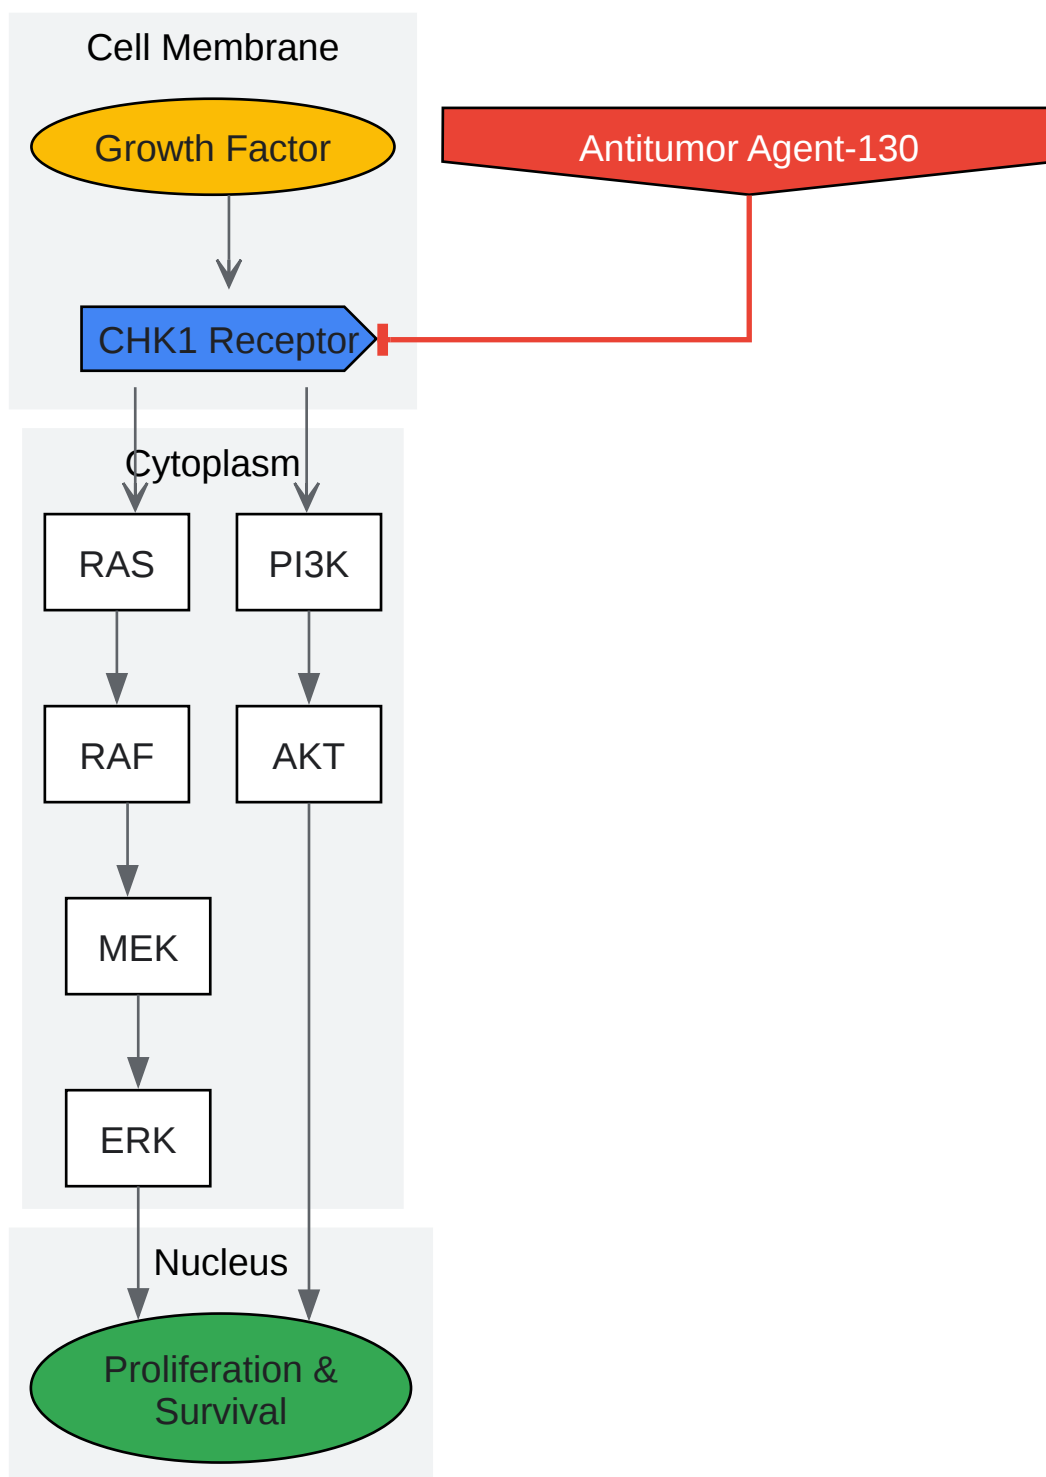 Cell Membrane
Growth Factor
Antitumor Agent-130
CHK1 Receptor
Cytoplasm
RAS
PI3K
RAF
AKT
MEK
ERK
Nucleus
Proliferation &
Survival